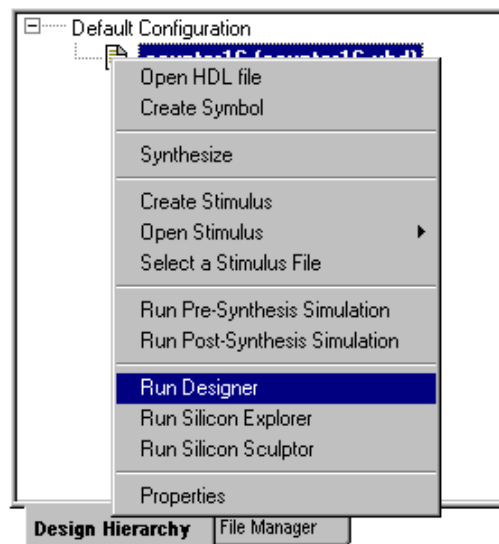 Default Configuration
Open HDL file
Create Symbol
Synthesize
Create Stimulus
Open Stimulus
Select a Stimulus File
Run Pre-Synthesis Simulation
Run Post-Synthesis Simulation
Run Designer
Run Silicon Explorer
Run Silicon Sculptor
Properties
Design Hierarchy
File Manager